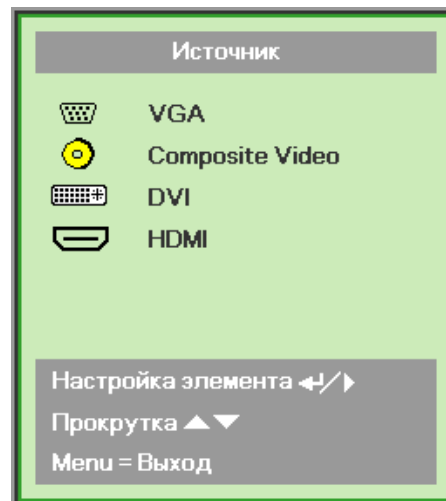 Источник
VGA
Composite Video
DVI
HDMI
Настройка элемента
Прокрутка
Menu = Выход